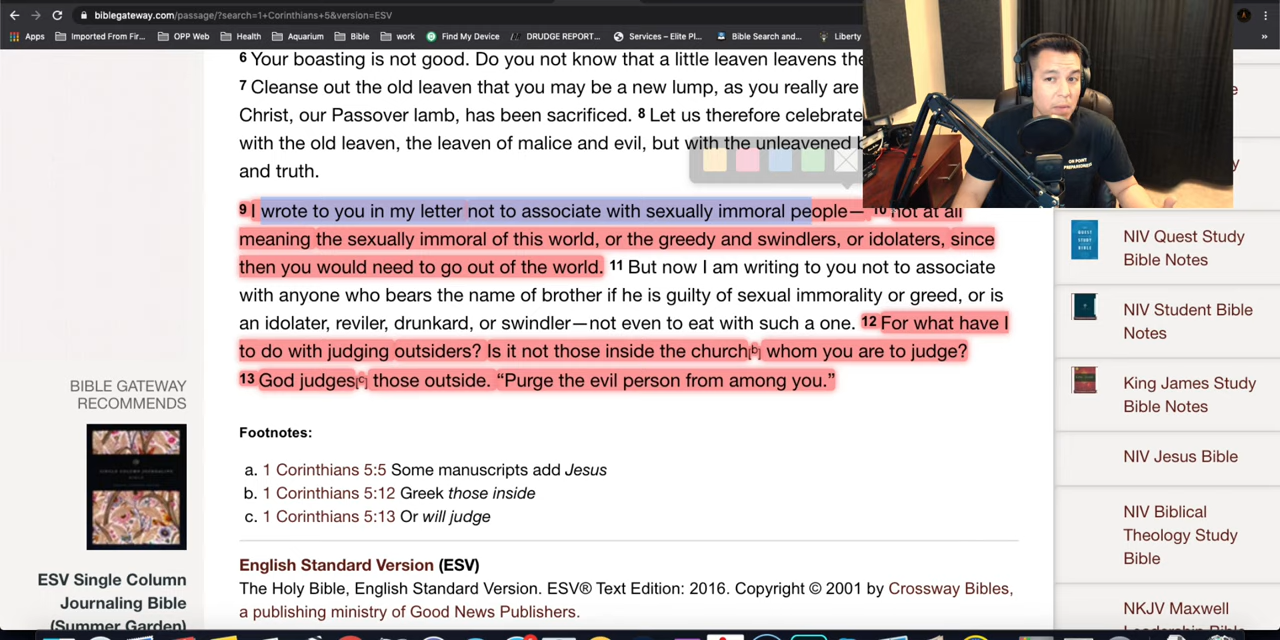 biblegateway.com/passage/?search=1+Corinthians+5&version=ESV
Apps Imported From Fir... OPP Web Health Aquarium Bible work Find My Device DRUDGE REPORT... Services – Elite Pl... Bible Search and... Liberty »
6 Your boasting is not good. Do you not know that a little leaven leavens the
7 Cleanse out the old leaven that you may be a new lump, as you really are
Christ, our Passover lamb, has been sacrificed. 8 Let us therefore celebrate
with the old leaven, the leaven of malice and evil, but with the unleavened b
and truth.
9 I wrote to you in my letter not to associate with sexually immoral people— 10 not at all
meaning the sexually immoral of this world, or the greedy and swindlers, or idolaters, since
then you would need to go out of the world. 11 But now I am writing to you not to associate
with anyone who bears the name of brother if he is guilty of sexual immorality or greed, or is
an idolater, reviler, drunkard, or swindler—not even to eat with such a one. 12 For what have I
to do with judging outsiders? Is it not those inside the church[b] whom you are to judge?
13 God judges[c] those outside. “Purge the evil person from among you.”
Footnotes:
a. 1 Corinthians 5:5 Some manuscripts add Jesus
b. 1 Corinthians 5:12 Greek those inside
c. 1 Corinthians 5:13 Or will judge
English Standard Version (ESV)
The Holy Bible, English Standard Version. ESV® Text Edition: 2016. Copyright © 2001 by Crossway Bibles,
a publishing ministry of Good News Publishers.
BIBLE GATEWAY
RECOMMENDS
ESV Single Column
Journaling Bible
(Summer Garden)
NIV Quest Study
Bible Notes
NIV Student Bible
Notes
King James Study
Bible Notes
NIV Jesus Bible
NIV Biblical
Theology Study
Bible
NKJV Maxwell
Leadership Bible